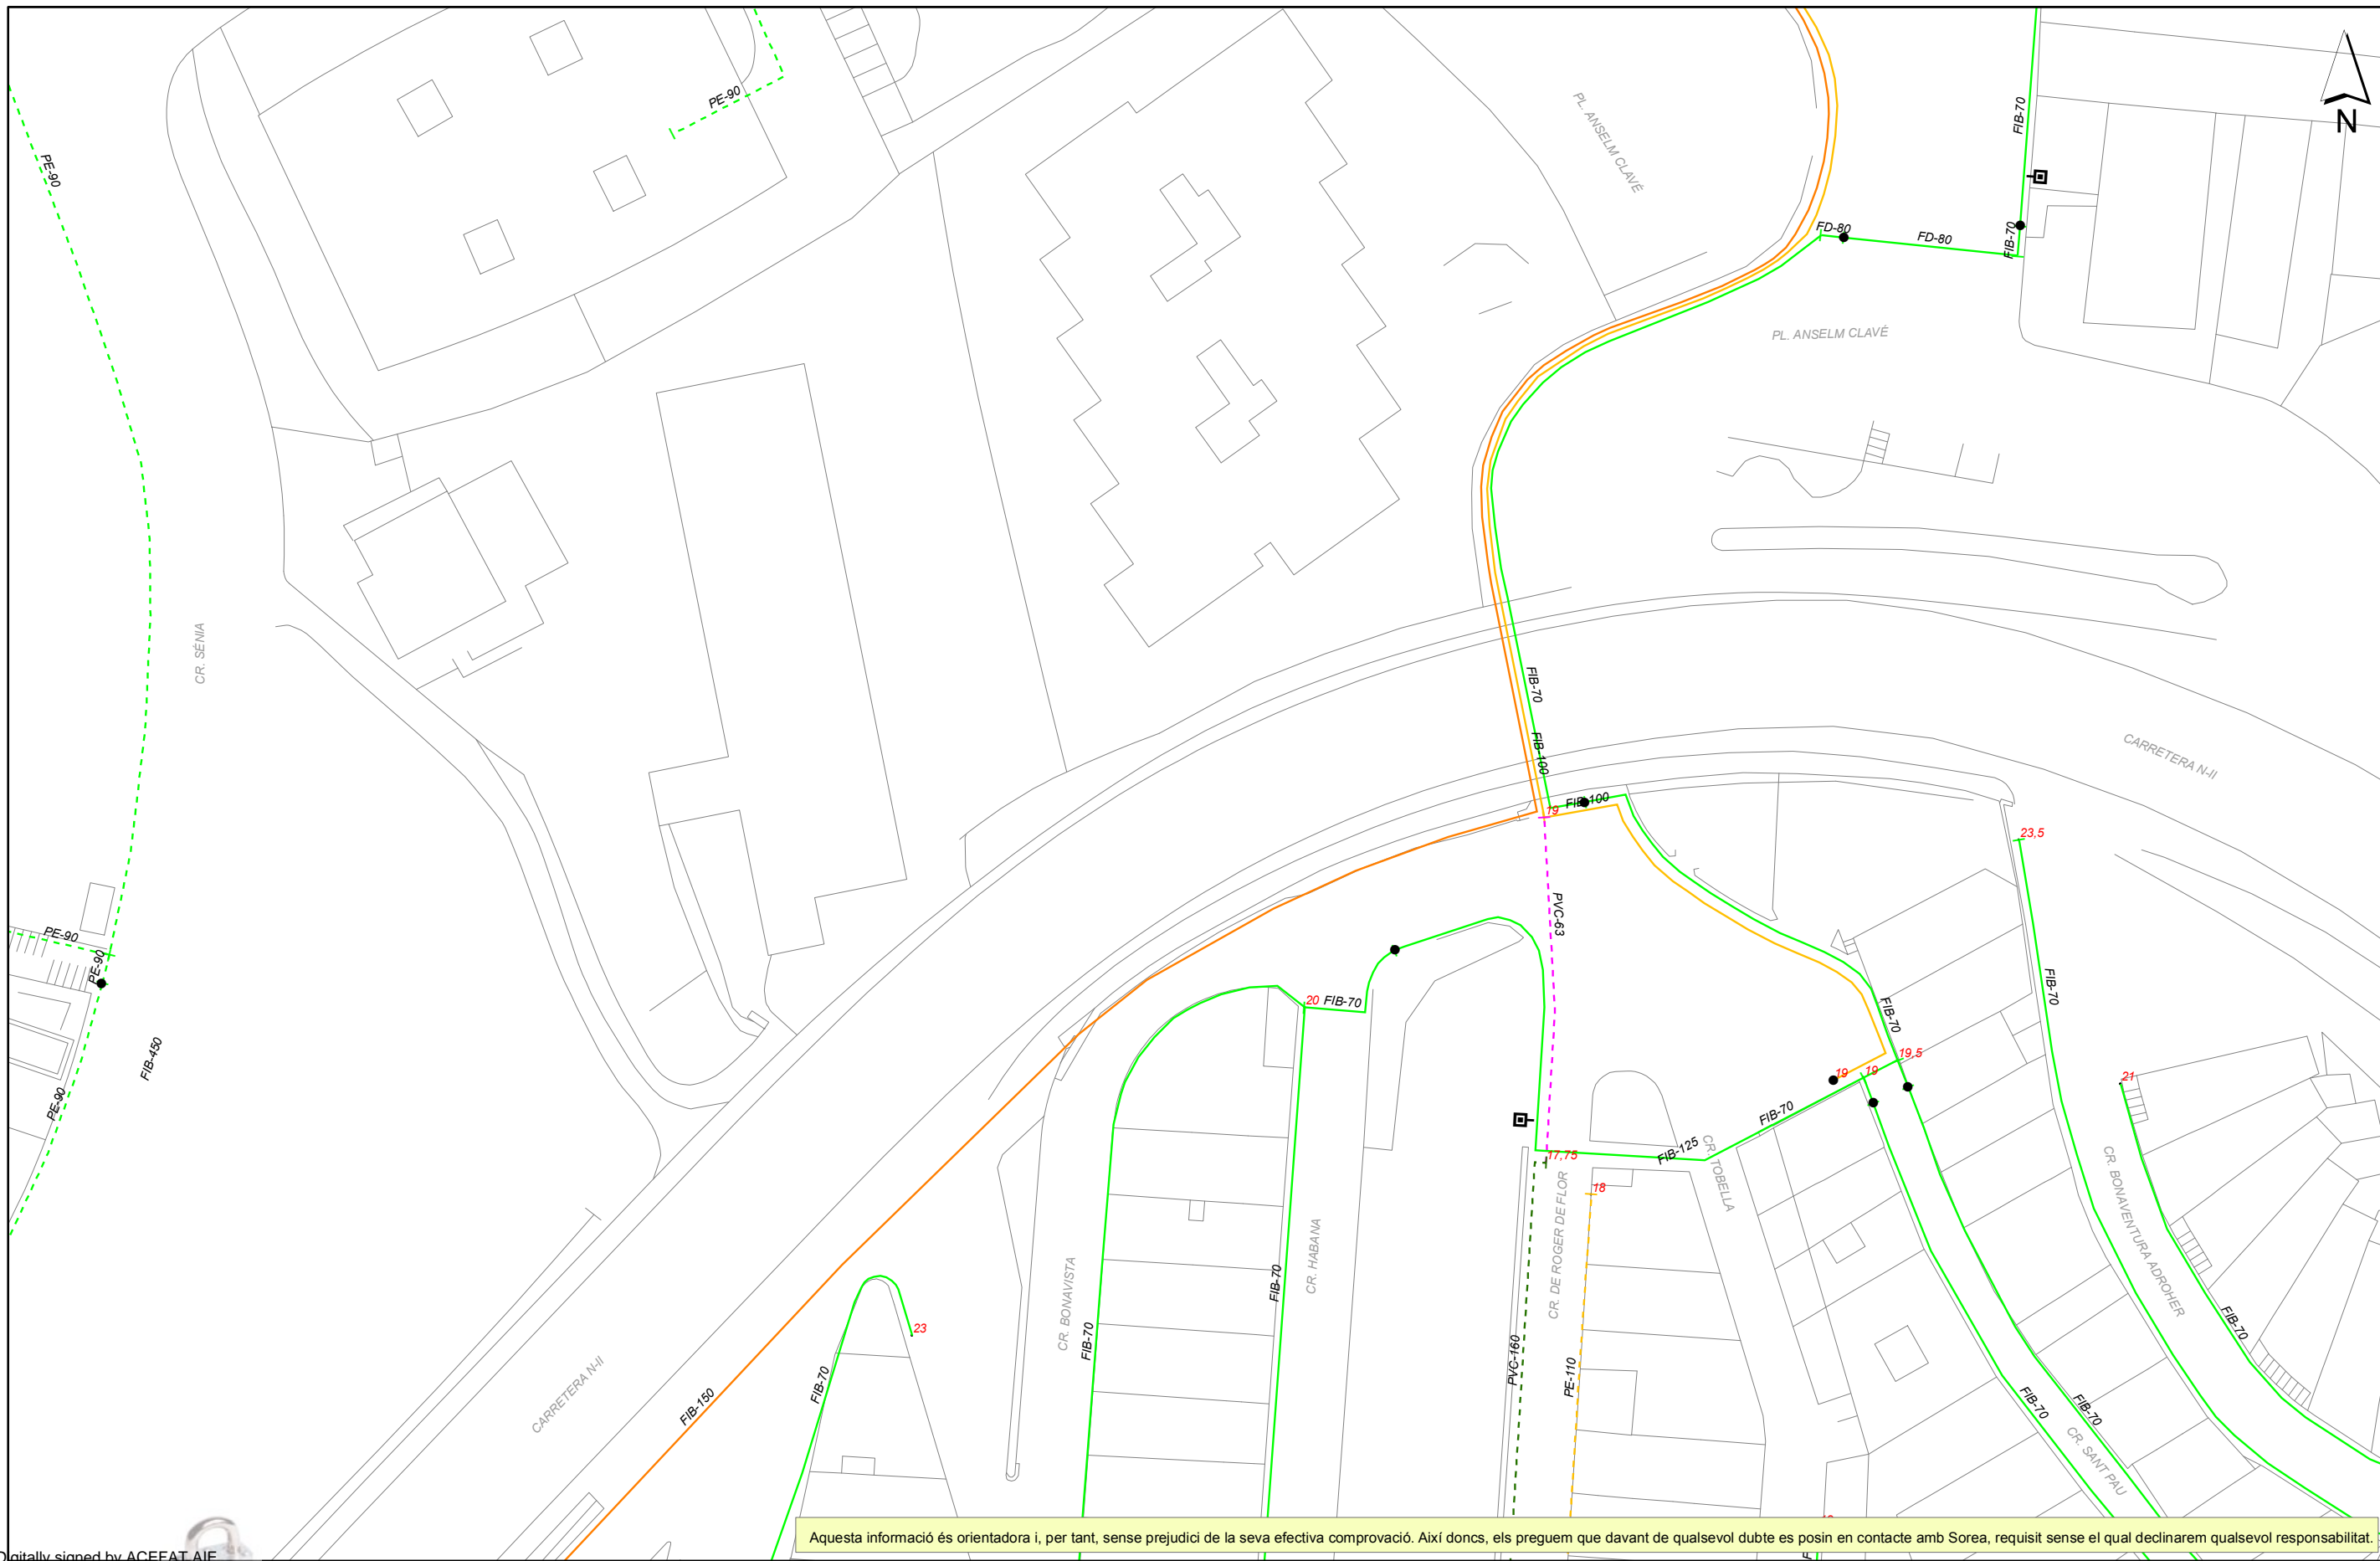 PE-90
PE-90
PL. ANSELM CLAVÉ
FIB-70
N
FD-80
FD-80
FIB-70
PL. ANSELM CLAVÉ
CR. SÈNIA
FIB-70
FIB-100
CARRETERA N-II
FIB-100
19
23,5
PVC-63
PE-90
PE-90
FIB-70
FIB-70
20
FIB-70
FIB-450
19,5
19
19
21
PE-90
FIB-70
FIB-125
17,75
CR. TOBELLA
18
CR. BONAVENTURA ADROHER
CR. DE ROGER DE FLOR
CR. HABANA
CR. BONAVISTA
FIB-70
23
FIB-70
FIB-70
PVC-160
PE-110
FIB-70
CARRETERA N-II
FIB-150
FIB-70
FIB-70
CR. SANT PAU
Aquesta informació és orientadora i, per tant, sense prejudici de la seva efectiva comprovació. Així doncs, els preguem que davant de qualsevol dubte es posin en contacte amb Sorea, requisit sense el qual declinarem qualsevol responsabilitat.
Digitally signed by ACEFAT AIE